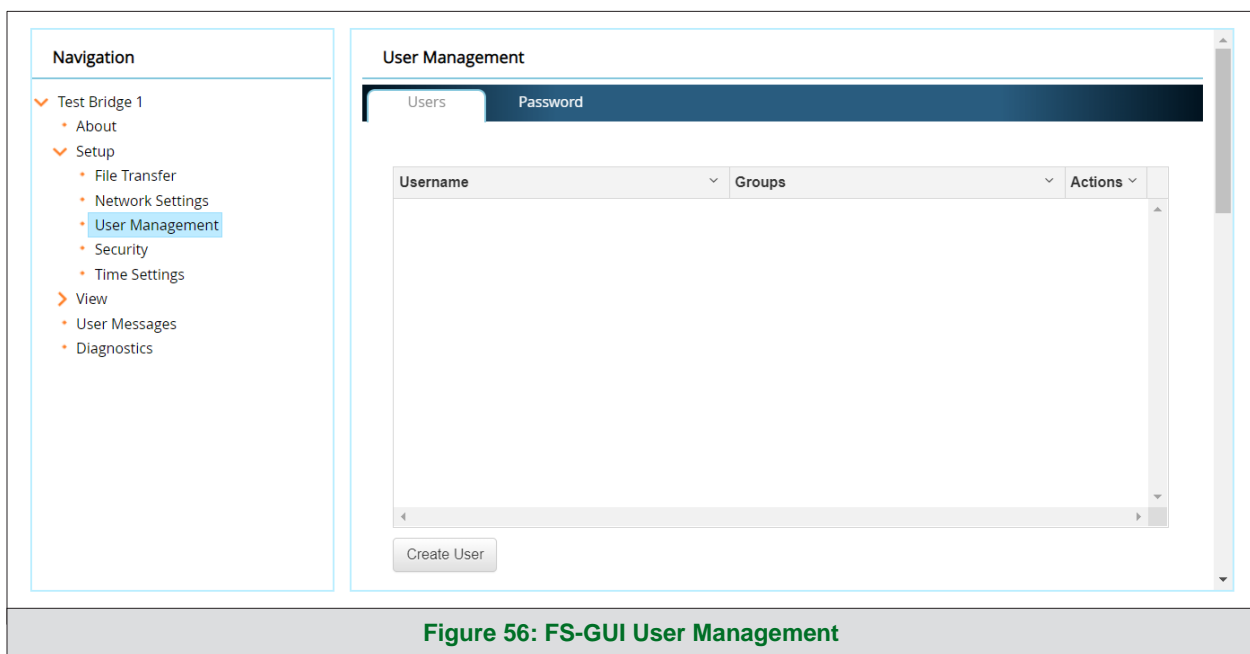 Navigation
Test Bridge 1
About
Setup
File Transfer
Network Settings
User Management
Security
Time Settings
View
User Messages
Diagnostics
User Management
Users Password
Username Groups Actions
Create User
Figure 56: FS-GUI User Management